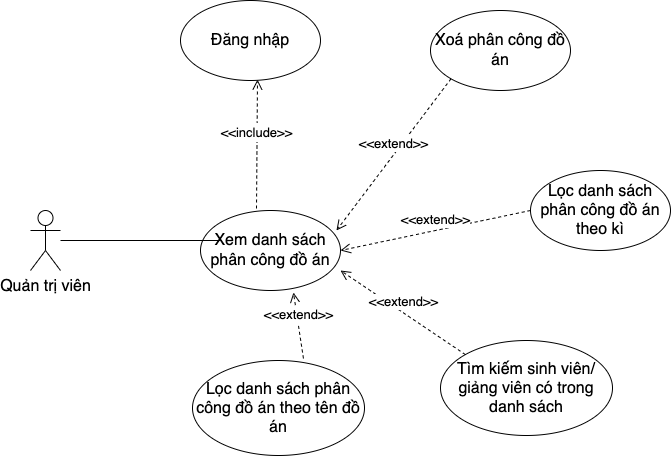 Đăng nhập
Xoá phân công đồ
án
<<include>>
<<extend>>
Lọc danh sách
phân công đồ án
theo kì
<<extend>>
Xem danh sách
phân công đồ án
Quản trị viên
<<extend>>
<<extend>>
Tìm kiếm sinh viên/
giảng viên có trong
danh sách
Lọc danh sách phân
công đồ án theo tên đồ
án